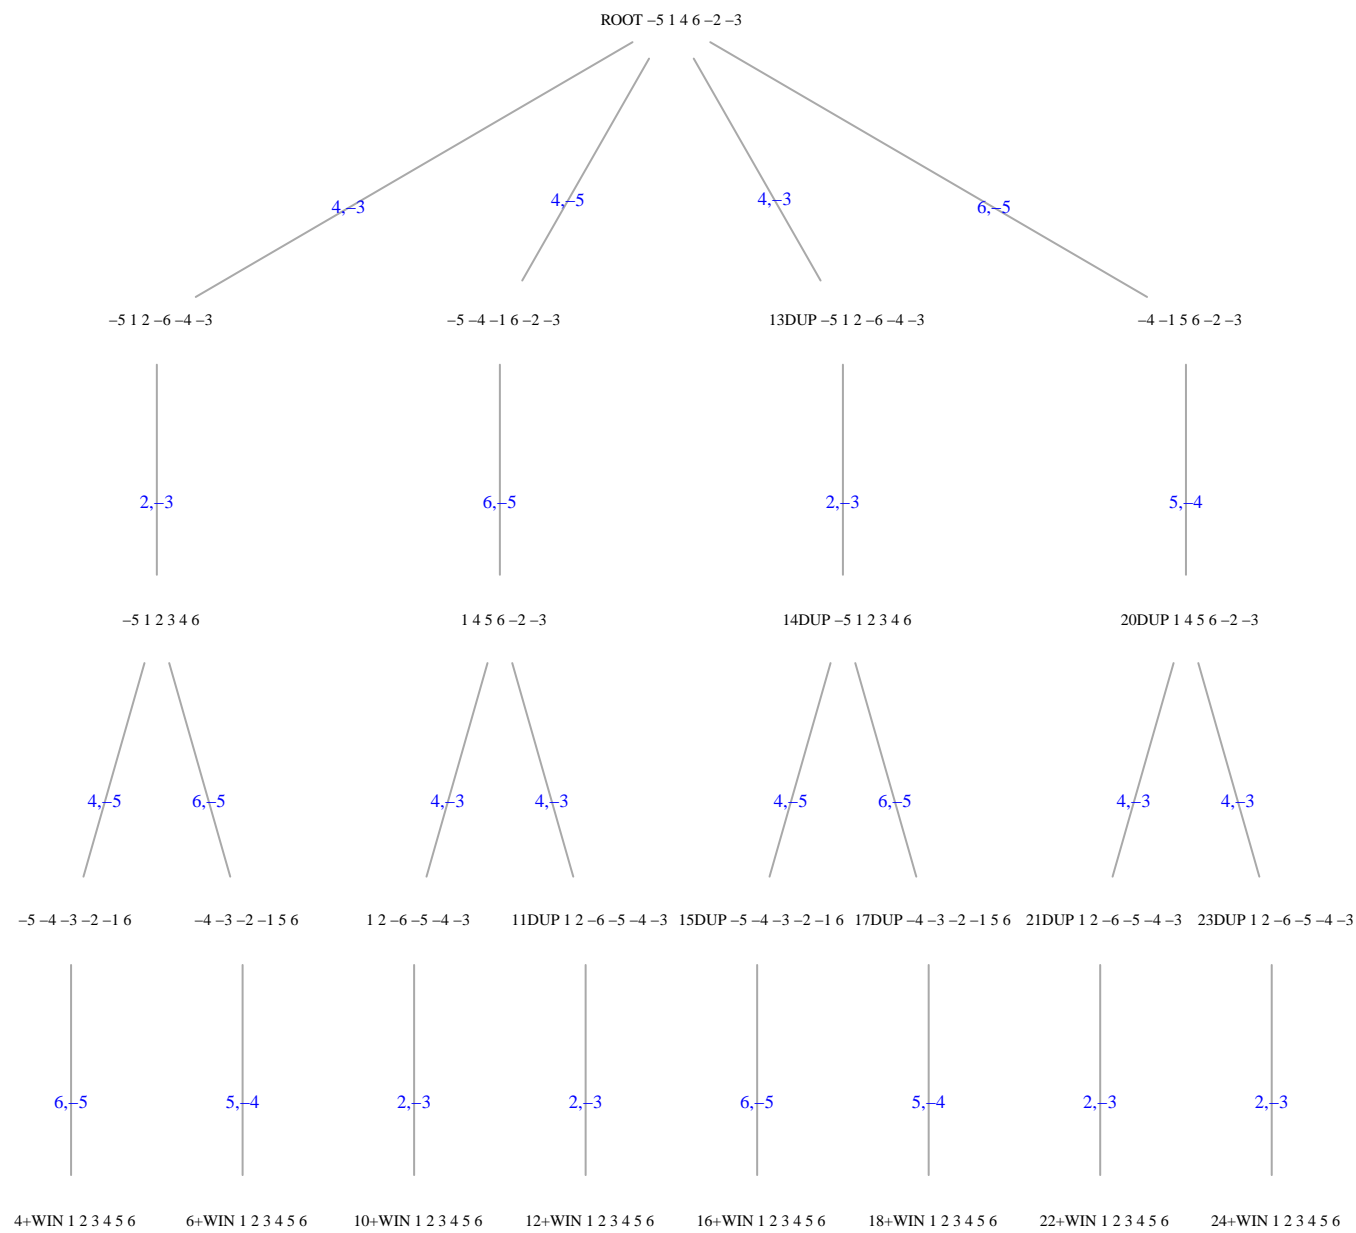 ROOT −5 1 4 6 −2 −3
4,−3
4,−5
4,−3
6,−5
−5 1 2 −6 −4 −3
−5 −4 −1 6 −2 −3
13DUP −5 1 2 −6 −4 −3
−4 −1 5 6 −2 −3
2,−3
6,−5
2,−3
5,−4
−5 1 2 3 4 6
1 4 5 6 −2 −3
14DUP −5 1 2 3 4 6
20DUP 1 4 5 6 −2 −3
4,−5
6,−5
4,−3
4,−3
4,−5
6,−5
4,−3
4,−3
−5 −4 −3 −2 −1 6
−4 −3 −2 −1 5 6
1 2 −6 −5 −4 −3
11DUP 1 2 −6 −5 −4 −3
15DUP −5 −4 −3 −2 −1 6
17DUP −4 −3 −2 −1 5 6
21DUP 1 2 −6 −5 −4 −3
23DUP 1 2 −6 −5 −4 −3
6,−5
5,−4
2,−3
2,−3
6,−5
5,−4
2,−3
2,−3
4+WIN 1 2 3 4 5 6
6+WIN 1 2 3 4 5 6
10+WIN 1 2 3 4 5 6
12+WIN 1 2 3 4 5 6
16+WIN 1 2 3 4 5 6
18+WIN 1 2 3 4 5 6
22+WIN 1 2 3 4 5 6
24+WIN 1 2 3 4 5 6